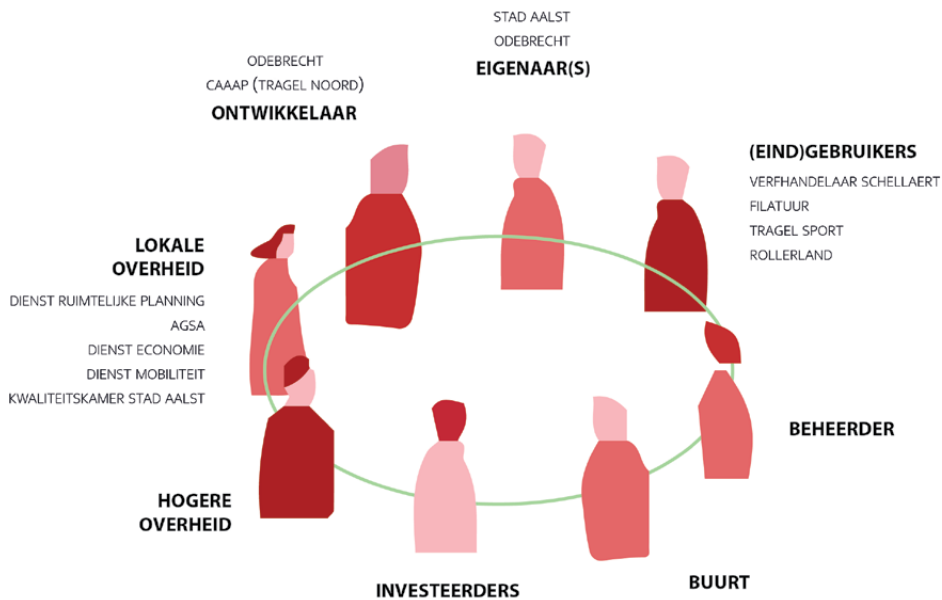 STAD AALST
ODEBRECHT
EIGENAAR(S)
ODEBRECHT
CAAAP (TRAGEL NOORD)
ONTWIKKELAAR
(EIND)GEBRUIKERS
VERFHANDELAAR SCHELLAERT
FILATUUR
TRAGEL SPORT
ROLLERLAND
LOKALE
OVERHEID
DIENST RUIMTELIJKE PLANNING
AGSA
DIENST ECONOMIE
DIENST MOBILITEIT
KWALITEITSKAMER STAD AALST
BEHEERDER
HOGERE
OVERHEID
INVESTEERDERS
BUURT